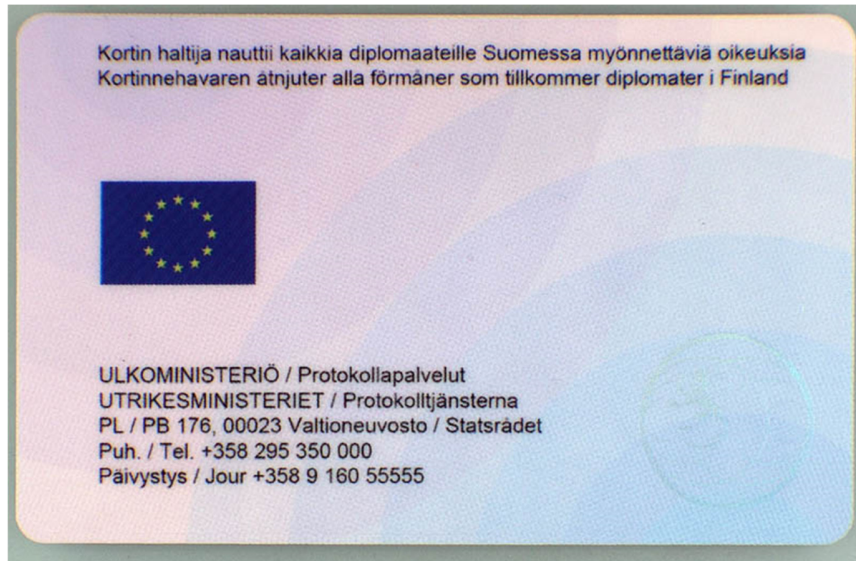 Kortin haltija nauttii kaikkia diplomaateille Suomessa myönnettäviä oikeuksia
Kortinnehavaren åtnjuter alla förmåner som tillkommer diplomater i Finland
ULKOMINISTERIÖ / Protokollapalvelut
UTRIKESMINISTERIET / Protokolltjänsterna
PL / PB 176, 00023 Valtioneuvosto / Statsrådet
Puh. / Tel. +358 295 350 000
Päivystys / Jour +358 9 160 55555